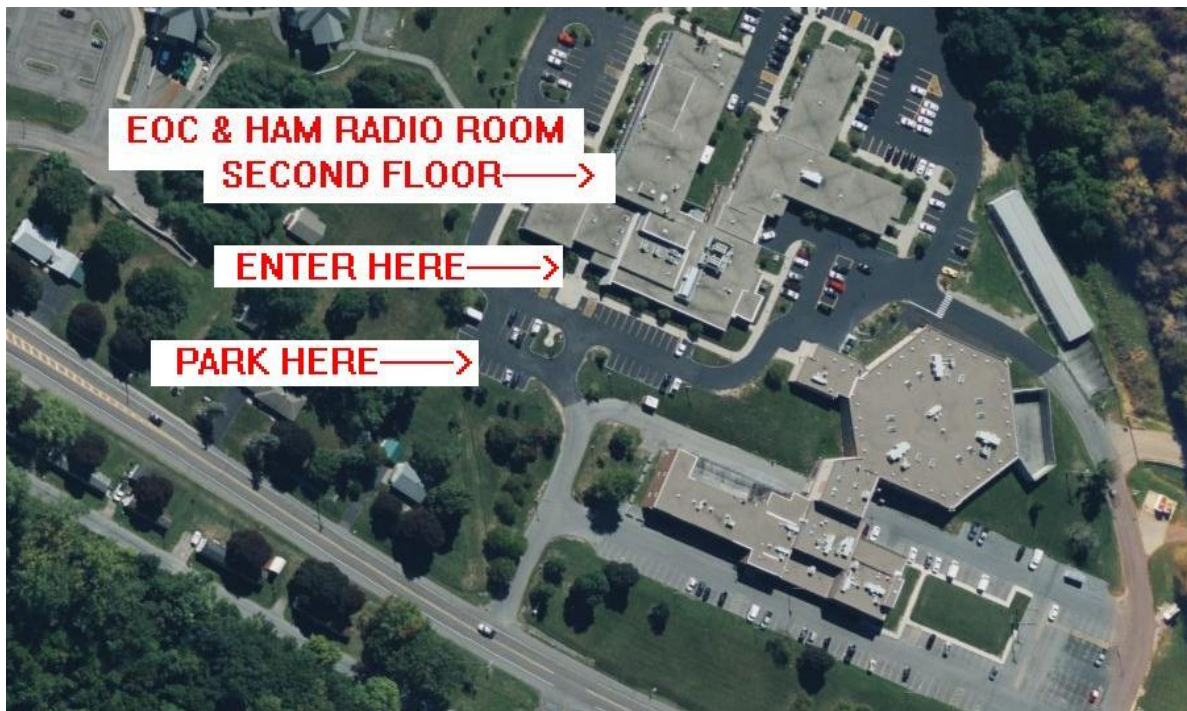 EOC & HAM RADIO ROOM
SECOND FLOOR
ENTER HERE
PARK HERE